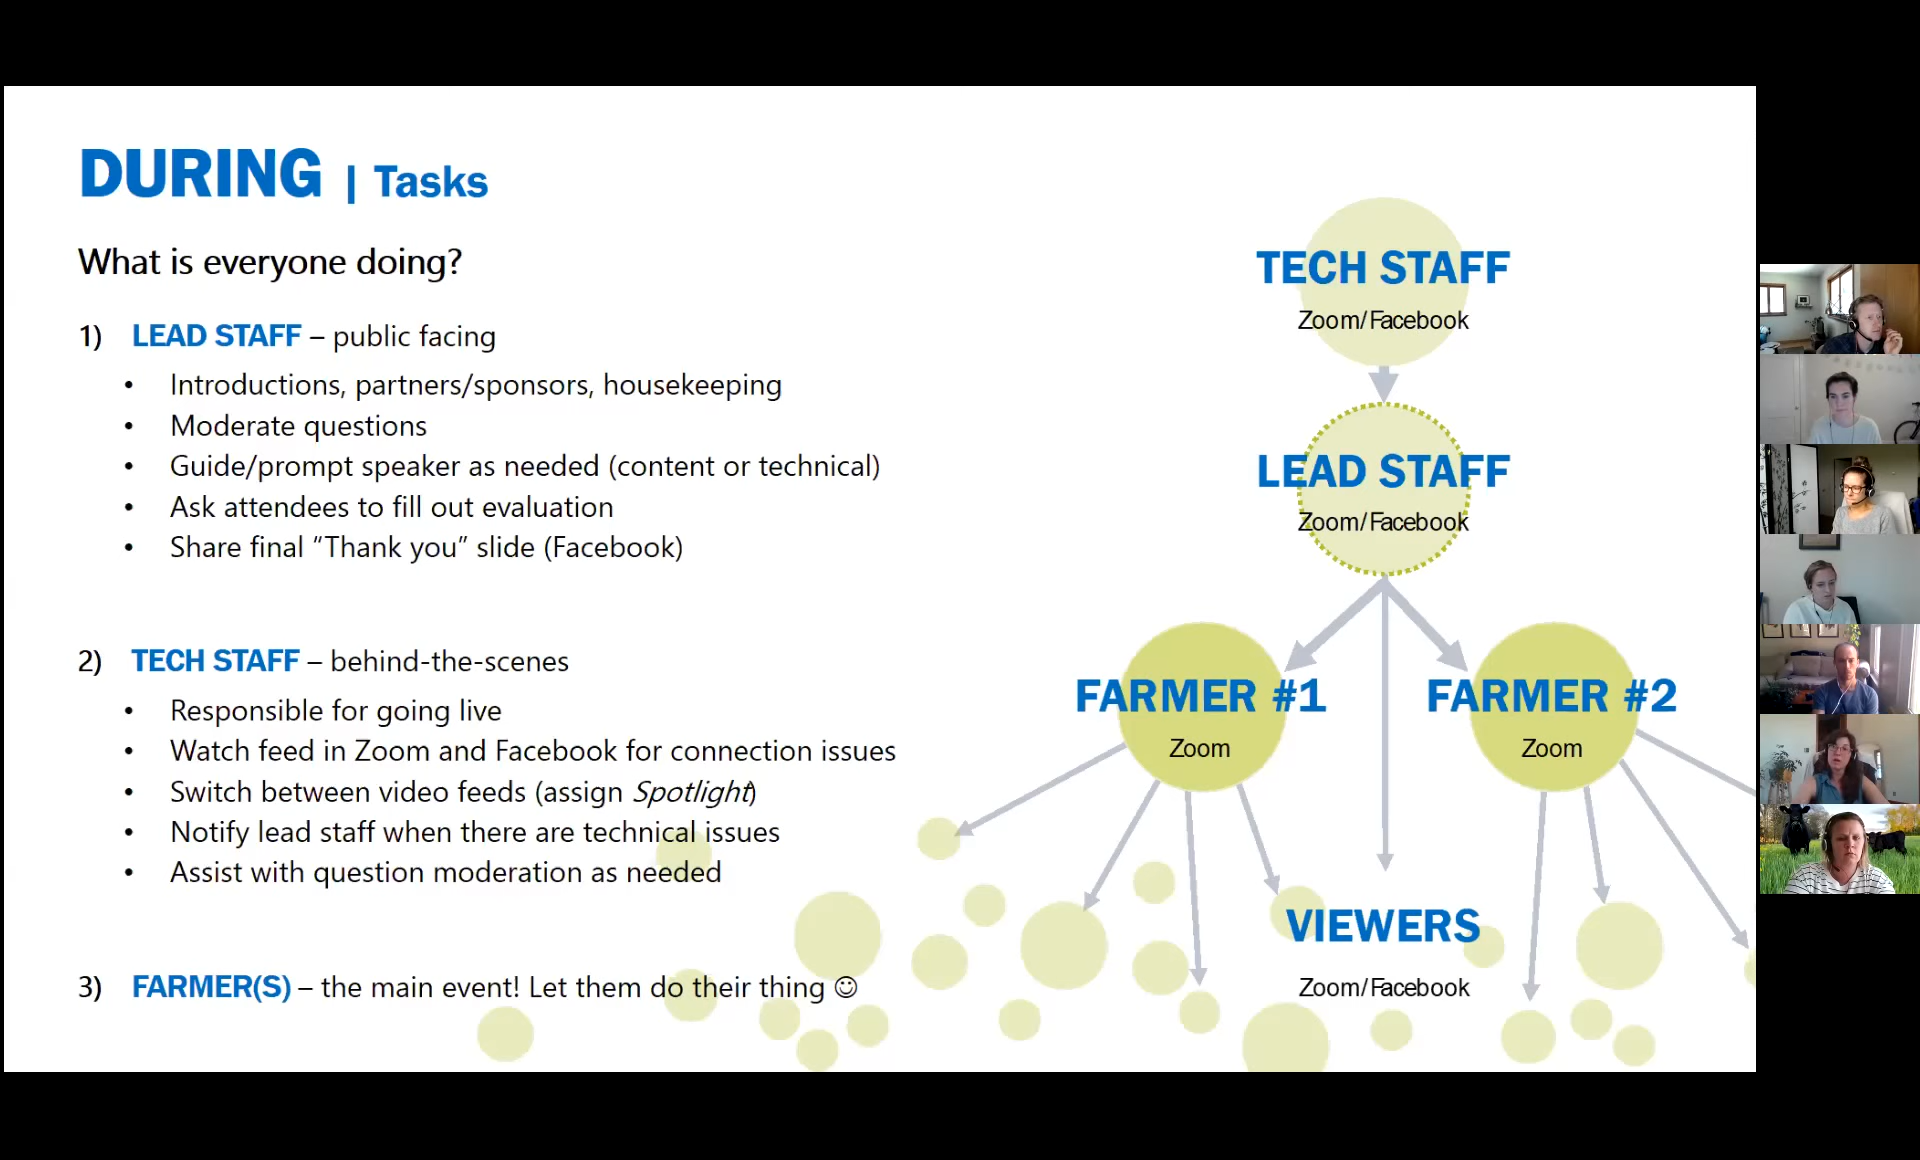 DURING | Tasks
What is everyone doing?
1) LEAD STAFF – public facing
• Introductions, partners/sponsors, housekeeping
• Moderate questions
• Guide/prompt speaker as needed (content or technical)
• Ask attendees to fill out evaluation
• Share final “Thank you” slide (Facebook)
2) TECH STAFF – behind-the-scenes
• Responsible for going live
• Watch feed in Zoom and Facebook for connection issues
• Switch between video feeds (assign Spotlight)
• Notify lead staff when there are technical issues
• Assist with question moderation as needed
3) FARMER(S) – the main event! Let them do their thing ☺
TECH STAFF
Zoom/Facebook
LEAD STAFF
Zoom/Facebook
FARMER #1
Zoom
FARMER #2
Zoom
VIEWERS
Zoom/Facebook